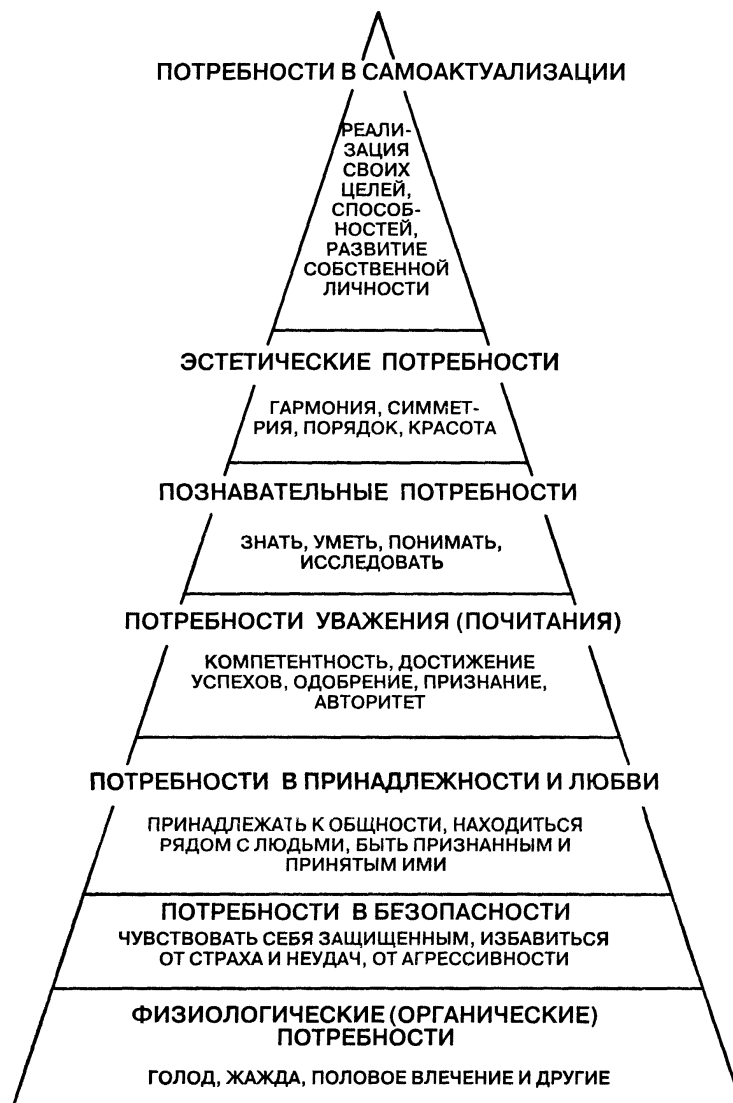 ПОТРЕБНОСТИ В САМОАКТУАЛИЗАЦИИ
РЕАЛИ-
ЗАЦИЯ
СВОИХ
ЦЕЛЕЙ,
СПОСОБ-
НОСТЕЙ,
РАЗВИТИЕ
СОБСТВЕННОЙ
ЛИЧНОСТИ
ЭСТЕТИЧЕСКИЕ ПОТРЕБНОСТИ
ГАРМОНИЯ, СИММЕТ-
РИЯ, ПОРЯДОК, КРАСОТА
ПОЗНАВАТЕЛЬНЫЕ ПОТРЕБНОСТИ
ЗНАТЬ, УМЕТЬ, ПОНИМАТЬ,
ИССЛЕДОВАТЬ
ПОТРЕБНОСТИ УВАЖЕНИЯ (ПОЧИТАНИЯ)
КОМПЕТЕНТНОСТЬ, ДОСТИЖЕНИЕ
УСПЕХОВ, ОДОБРЕНИЕ, ПРИЗНАНИЕ,
АВТОРИТЕТ
ПОТРЕБНОСТИ В ПРИНАДЛЕЖНОСТИ И ЛЮБВИ
ПРИНАДЛЕЖАТЬ К ОБЩНОСТИ, НАХОДИТЬСЯ
РЯДОМ С ЛЮДЬМИ, БЫТЬ ПРИЗНАННЫМ И
ПРИНЯТЫМ ИМИ
ПОТРЕБНОСТИ В БЕЗОПАСНОСТИ
ЧУВСТВОВАТЬ СЕБЯ ЗАЩИЩЕННЫМ, ИЗБАВИТЬСЯ
ОТ СТРАХА И НЕУДАЧ, ОТ АГРЕССИВНОСТИ
ФИЗИОЛОГИЧЕСКИЕ (ОРГАНИЧЕСКИЕ)
ПОТРЕБНОСТИ
ГОЛОД, ЖАЖДА, ПОЛОВОЕ ВЛЕЧЕНИЕ И ДРУГИЕ